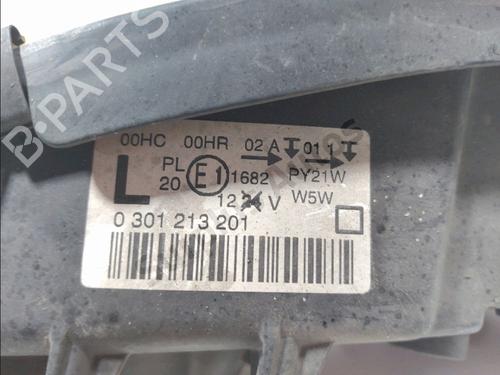 B-PARTS
00HC 00HR 02 A 01 1
L PL E1 1682 PY21W
20 12 24 V W5W
0 301 213 201